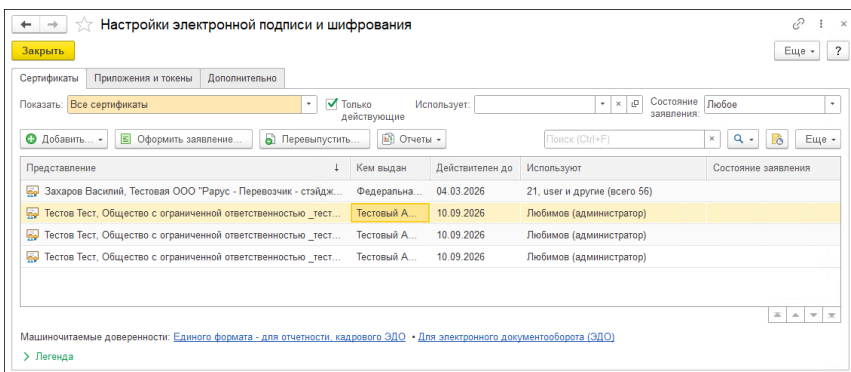 Настройки электронной подписи и шифрования
Закрыть Еще ?
Сертификаты Приложения и токены Дополнительно
Показать: Все сертификаты Только действующие Использует: Состояние заявления: Любое
Добавить... Оформить заявление... Перевыпустить... Отчеты Поиск (Ctrl+F) Еще
Представление Кем выдан Действителен до Используют Состояние заявления
Захаров Василий, Тестовая ООО "Рарус - Перевозчик - стэйдж... Федеральна... 04.03.2026 21, user и другие (всего 56)
Тестов Тест, Общество с ограниченной ответственностью _тест... Тестовый А... 10.09.2026 Любимов (администратор)
Тестов Тест, Общество с ограниченной ответственностью _тест... Тестовый А... 10.09.2026 Любимов (администратор)
Тестов Тест, Общество с ограниченной ответственностью _тест... Тестовый А... 10.09.2026 Любимов (администратор)
Машиночитаемые доверенности: Единого формата - для отчетности, кадрового ЭДО • Для электронного документооборота (ЭДО)
Легенда